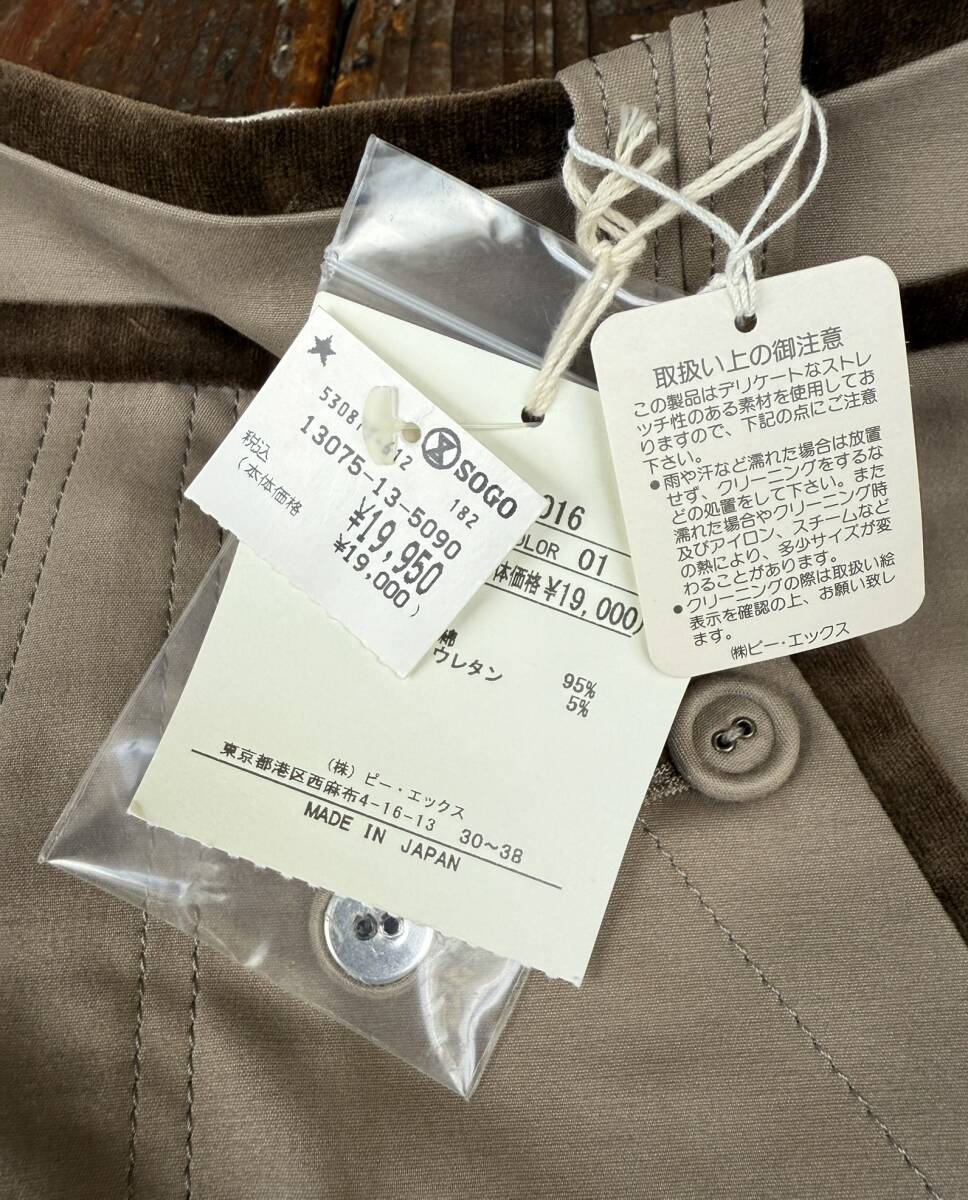 SOGO
182
13075-13-5090
税込 ¥19,950
(本体価格 ¥19,000)
016
COLOR 01
体価格 ¥19,000)
綿 95%
ウレタン 5%
(株) ピー・エックス
東京都港区西麻布4-16-13 30~38
MADE IN JAPAN
取扱い上の御注意
この製品はデリケートなストレ
ッチ性のある素材を使用してお
りますので、下記の点にご注意
下さい。
●雨や汗など濡れた場合は放置
せず、クリーニングをするな
どの処置をして下さい。また
濡れた場合やクリーニング時
及びアイロン、スチームなど
の熱により、多少サイズが変
わることがあります。
●クリーニングの際は取扱い絵
表示を確認の上、お願い致し
ます。
㈱ピー・エックス